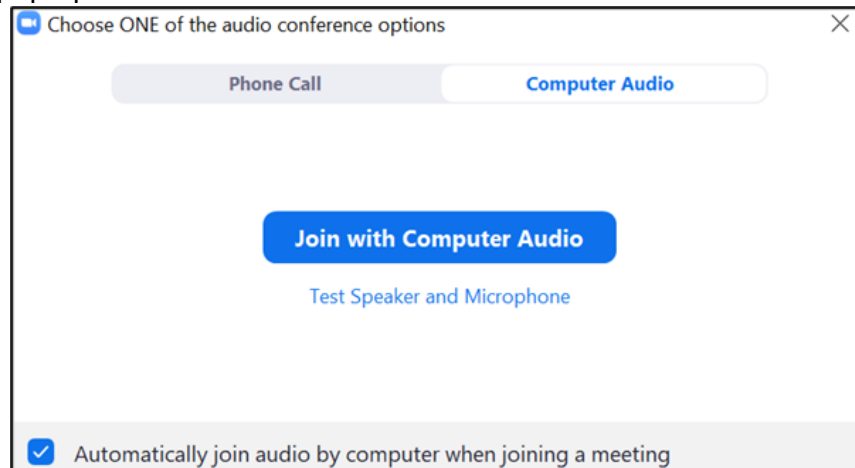 Choose ONE of the audio conference options
Phone Call Computer Audio
Join with Computer Audio
Test Speaker and Microphone
Automatically join audio by computer when joining a meeting